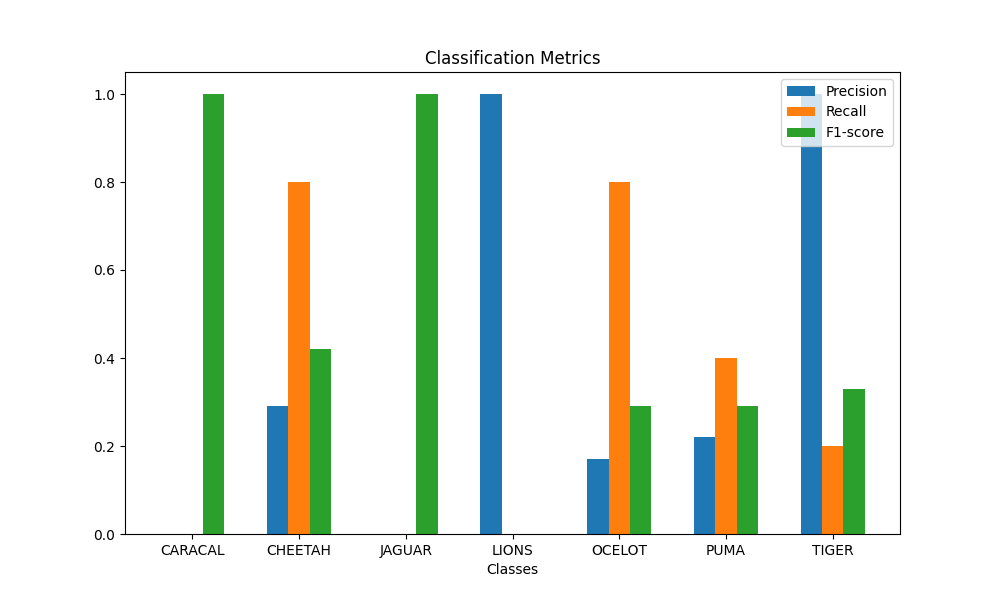 Classification Metrics
Precision
Recall
F1-score
1.0
0.8
0.6
0.4
0.2
0.0
CARACAL CHEETAH JAGUAR LIONS OCELOT PUMA TIGER
Classes